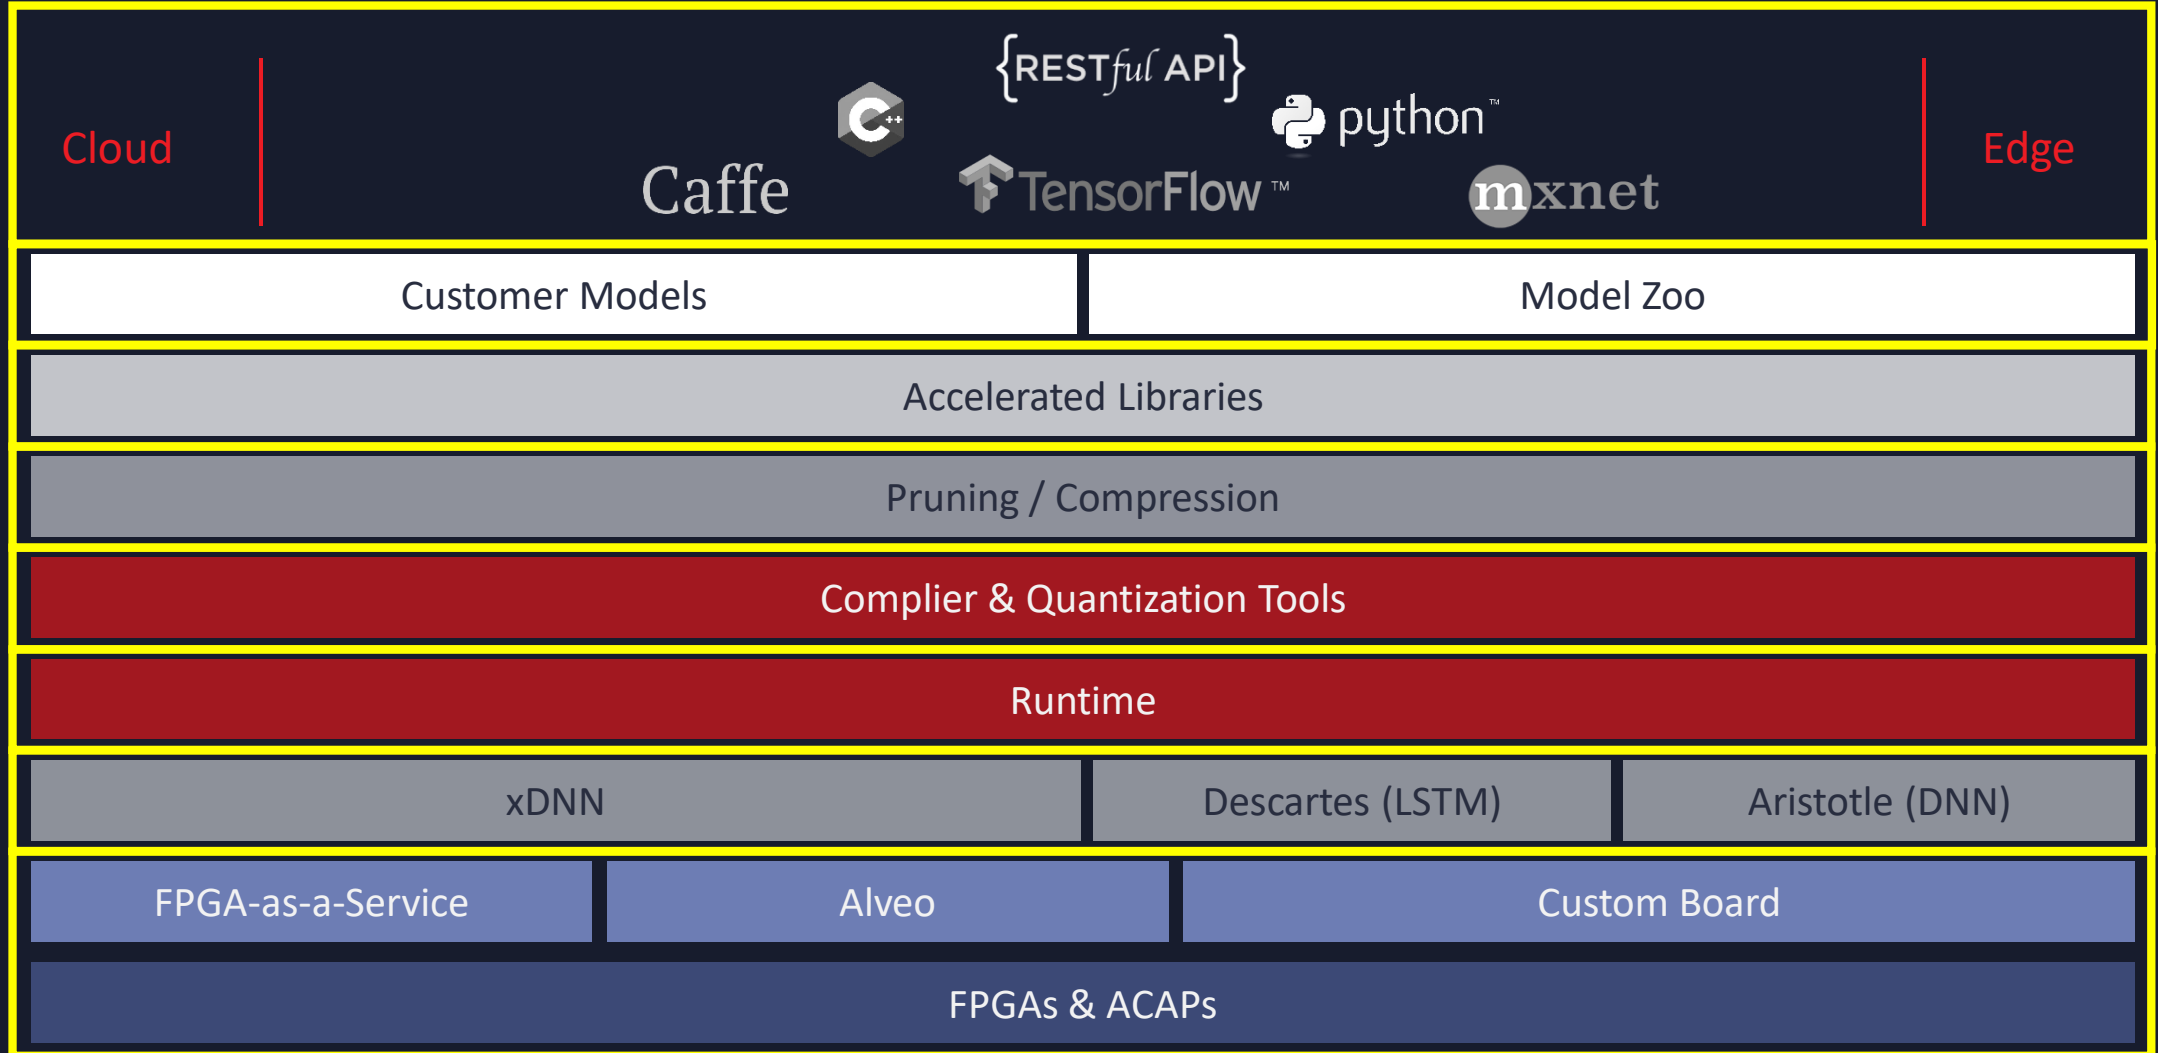 {RESTful API}
C++
python™
Cloud
Edge
Caffe
TensorFlow™
mxnet
Customer Models
Model Zoo
Accelerated Libraries
Pruning / Compression
Complier & Quantization Tools
Runtime
xDNN
Descartes (LSTM)
Aristotle (DNN)
FPGA-as-a-Service
Alveo
Custom Board
FPGAs & ACAPs